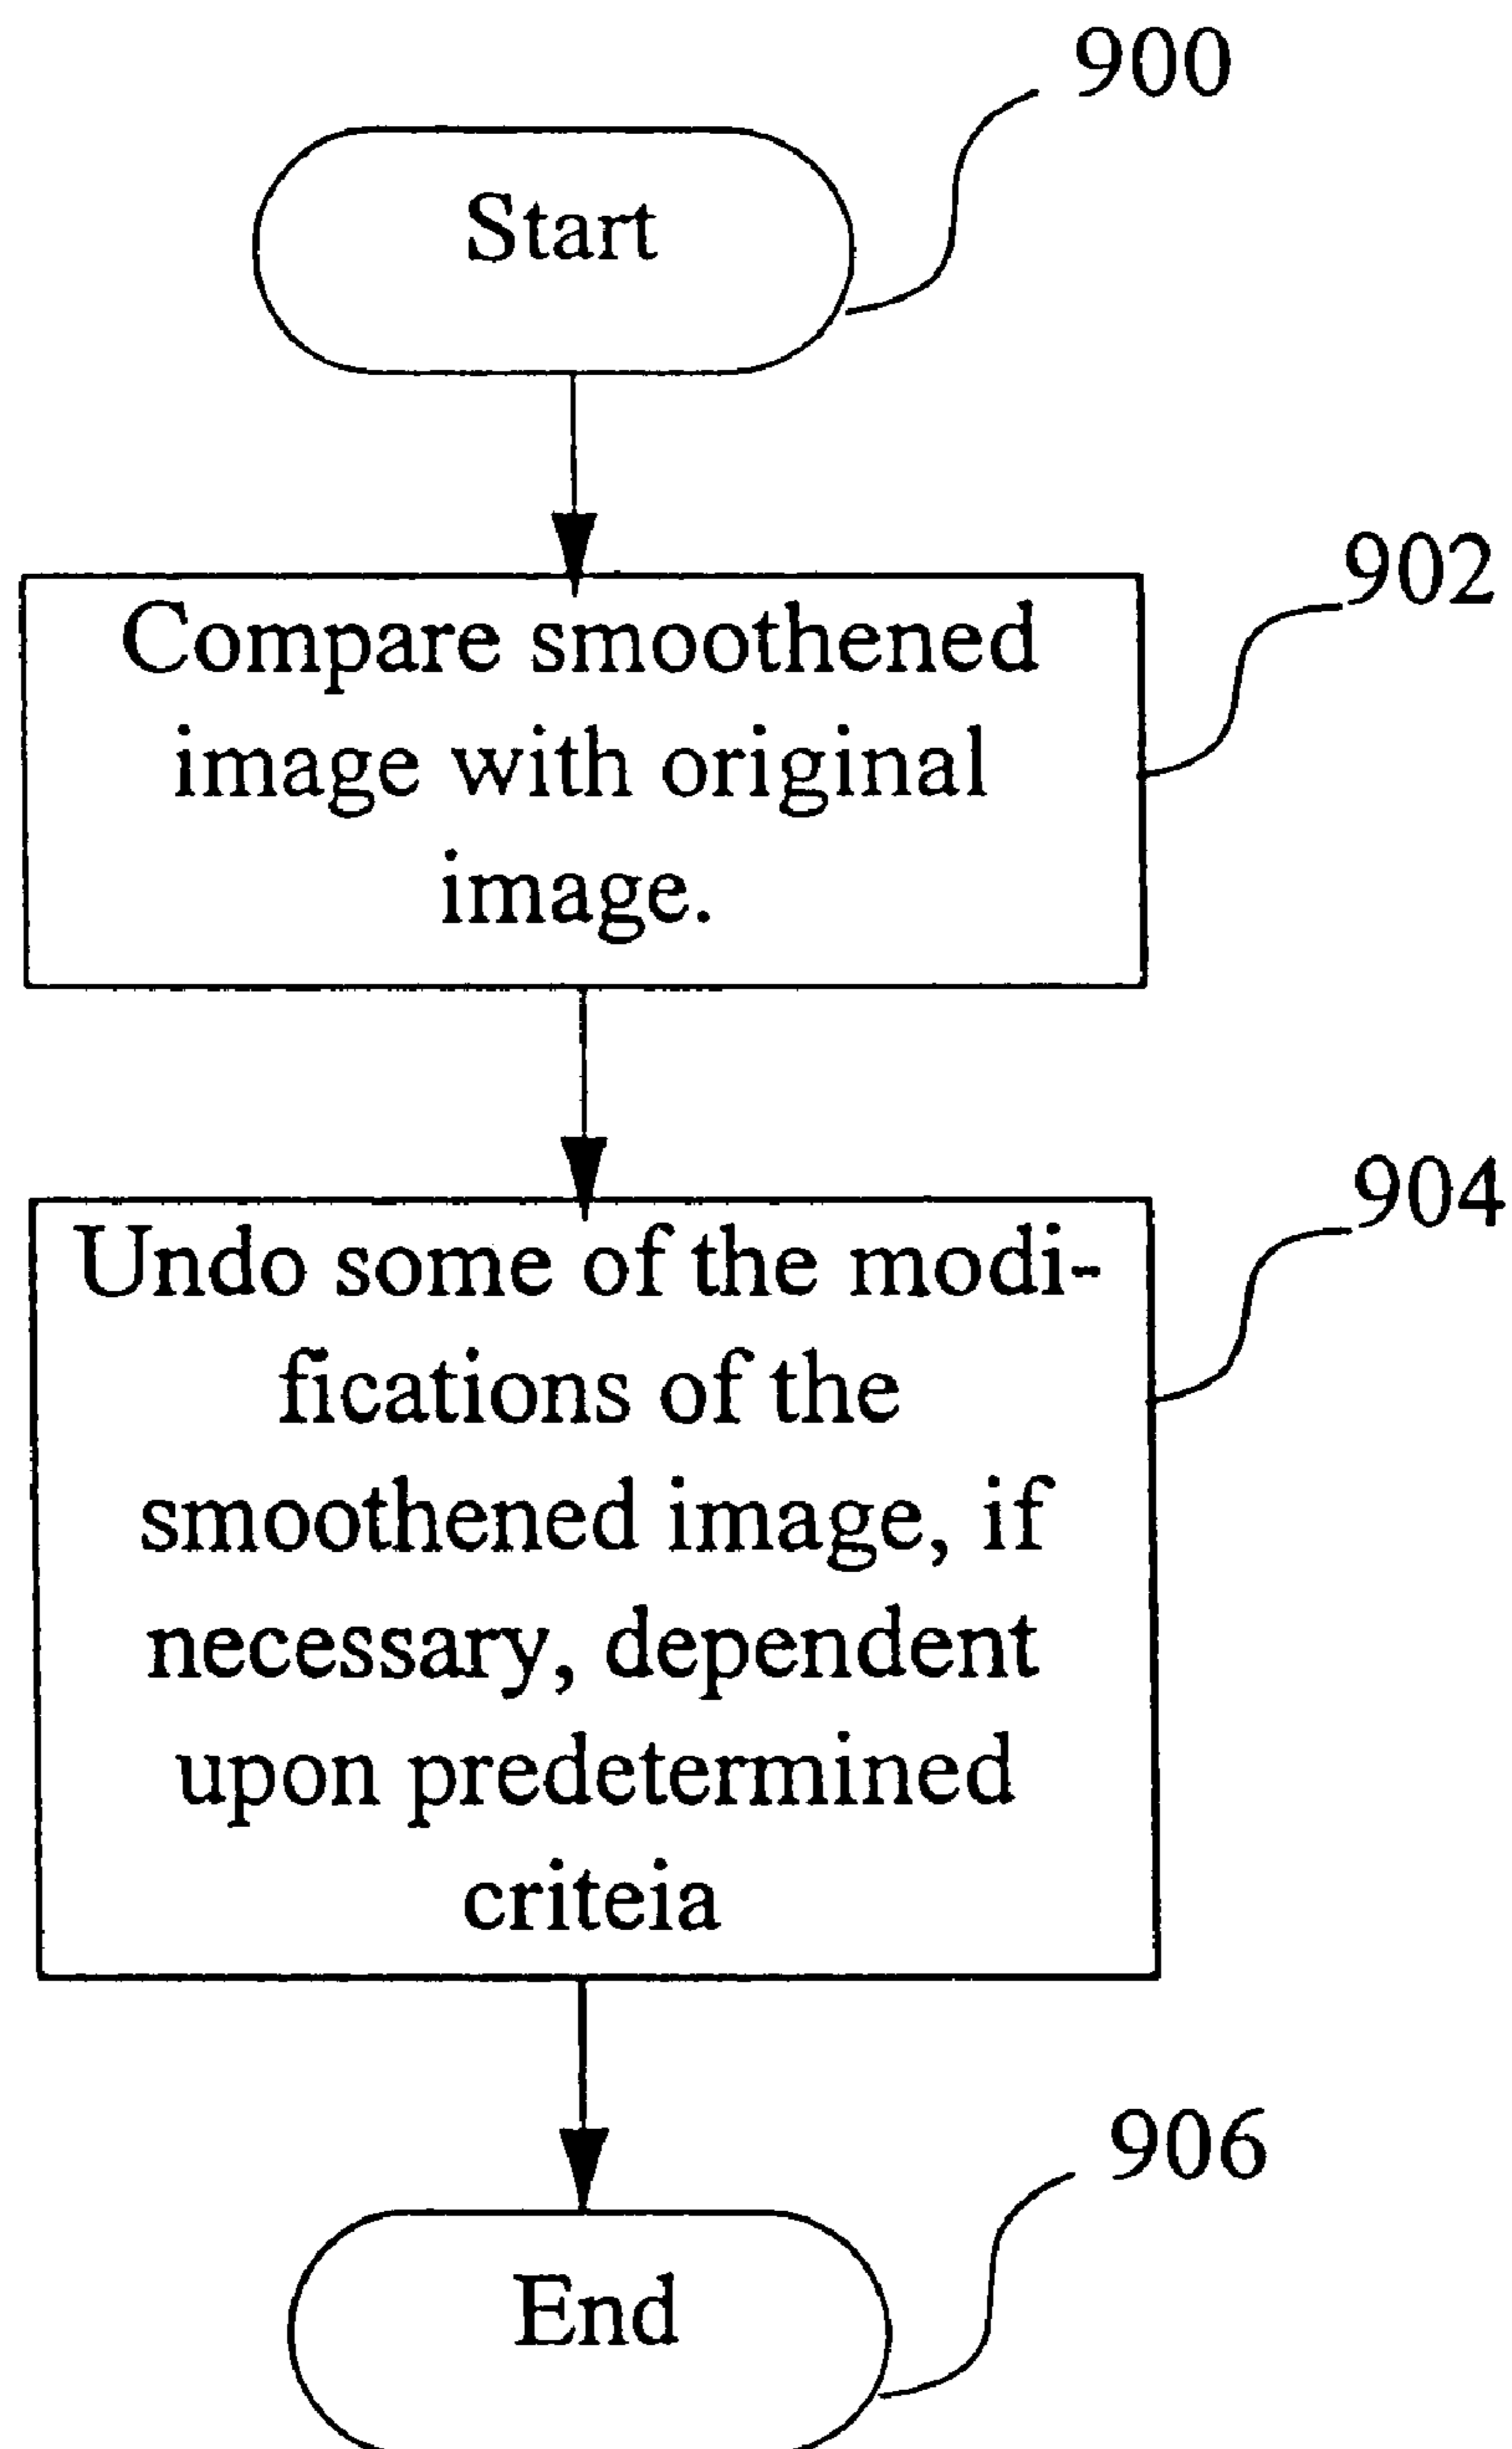 900
Start
902
Compare smoothened
image with original
image.
904
Undo some of the modi-
fications of the
smoothened image, if
necessary, dependent
upon predetermined
criteia
906
End